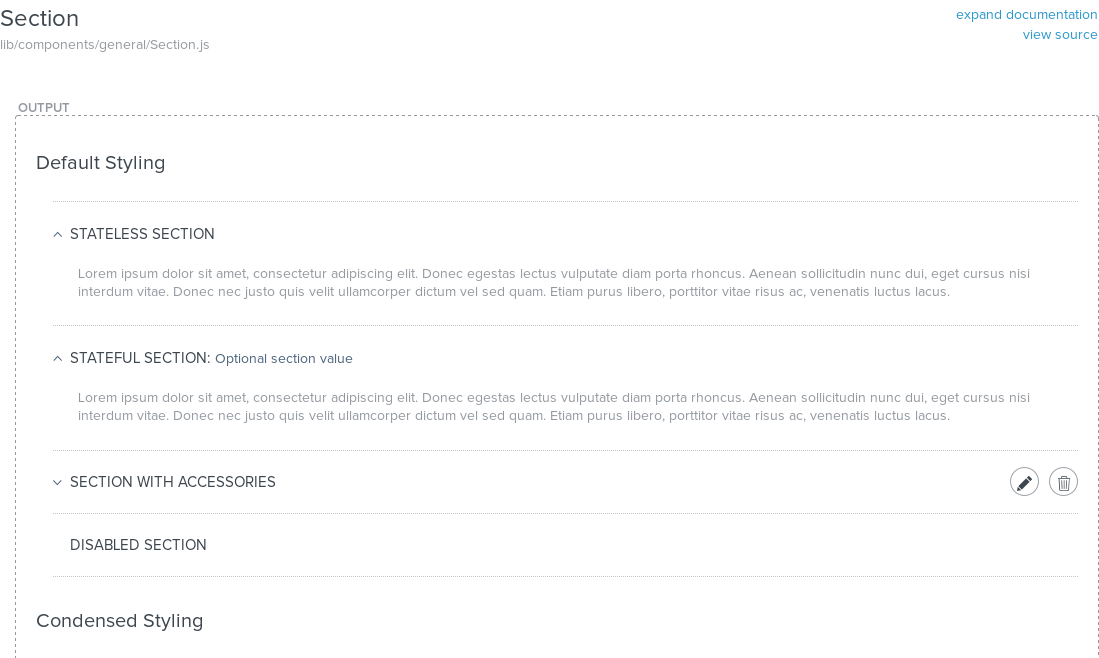 Section
expand documentation
lib/components/general/Section.js
view source
OUTPUT
Default Styling
STATELESS SECTION
Lorem ipsum dolor sit amet, consectetur adipiscing elit. Donec egestas lectus vulputate diam porta rhoncus. Aenean sollicitudin nunc dui, eget cursus nisi
interdum vitae. Donec nec justo quis velit ullamcorper dictum vel sed quam. Etiam purus libero, porttitor vitae risus ac, venenatis luctus lacus.
STATEFUL SECTION: Optional section value
Lorem ipsum dolor sit amet, consectetur adipiscing elit. Donec egestas lectus vulputate diam porta rhoncus. Aenean sollicitudin nunc dui, eget cursus nisi
interdum vitae. Donec nec justo quis velit ullamcorper dictum vel sed quam. Etiam purus libero, porttitor vitae risus ac, venenatis luctus lacus.
SECTION WITH ACCESSORIES
DISABLED SECTION
Condensed Styling